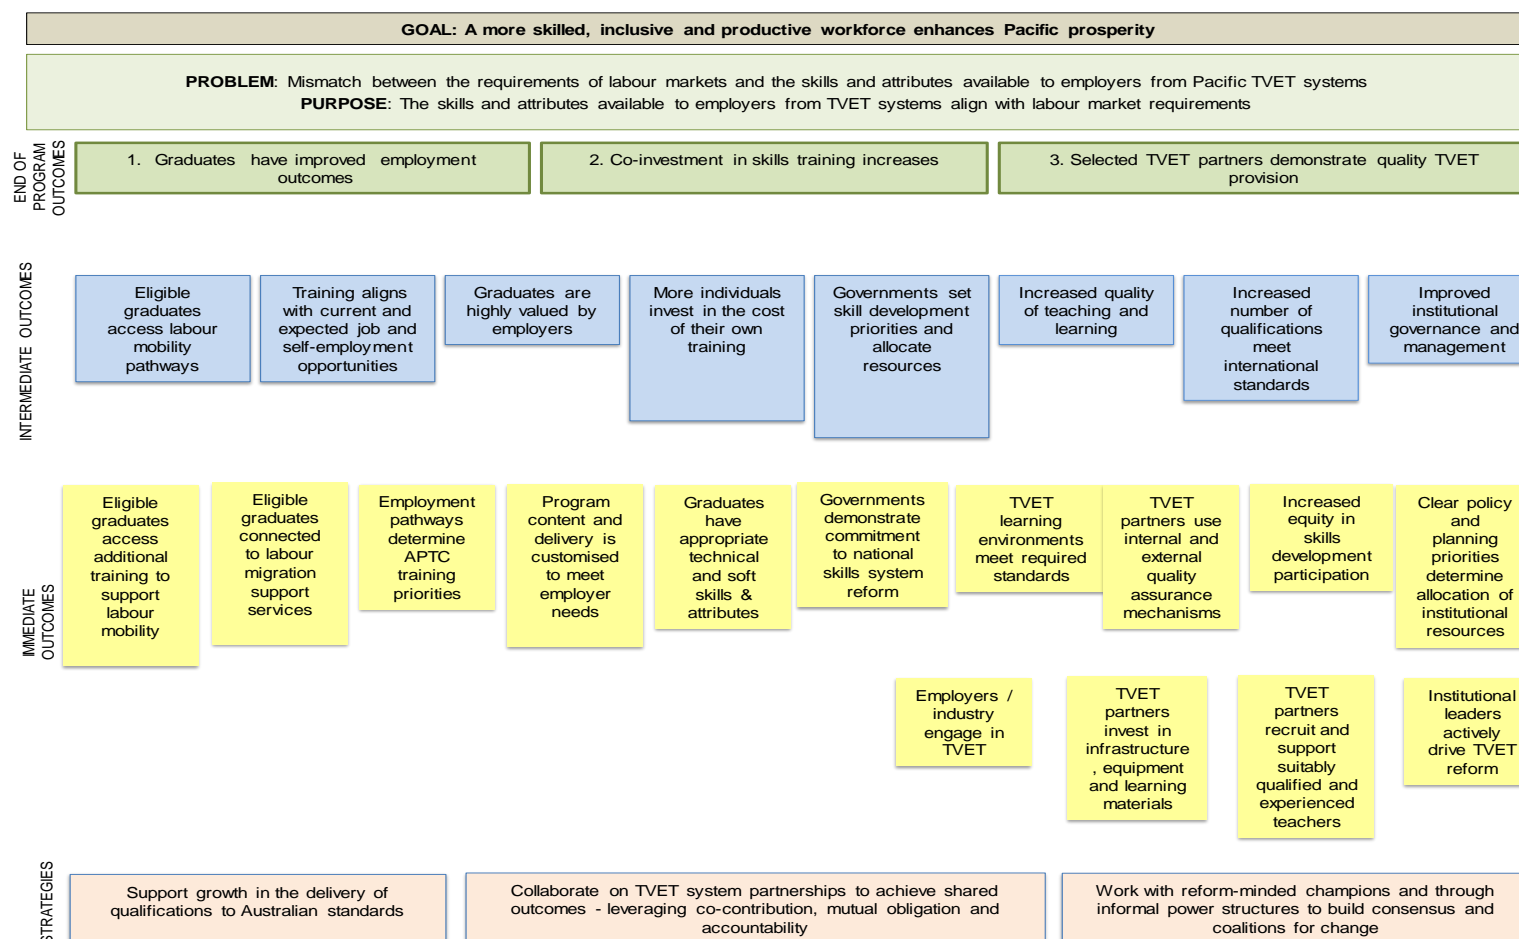 GOAL: A more skilled, inclusive and productive workforce enhances Pacific prosperity
PROBLEM: Mismatch between the requirements of labour markets and the skills and attributes available to employers from Pacific TVET systems
PURPOSE: The skills and attributes available to employers from TVET systems align with labour market requirements
END OF
PROGRAM
OUTCOMES
1. Graduates have improved employment
outcomes
2. Co-investment in skills training increases
3. Selected TVET partners demonstrate quality TVET
provision
INTERMEDIATE OUTCOMES
Eligible
graduates
access labour
mobility
pathways
Training aligns
with current and
expected job and
self-employment
opportunities
Graduates are
highly valued by
employers
More individuals
invest in the cost
of their own
training
Governments set
skill development
priorities and
allocate
resources
Increased quality
of teaching and
learning
Increased
number of
qualifications
meet
international
standards
Improved
institutional
governance and
management
IMMEDIATE
OUTCOMES
Eligible
graduates
access
additional
training to
support
labour
mobility
Eligible
graduates
connected
to labour
migration
support
services
Employment
pathways
determine
APTC
training
priorities
Program
content and
delivery is
customised
to meet
employer
needs
Graduates
have
appropriate
technical
and soft
skills &
attributes
Governments
demonstrate
commitment
to national
skills system
reform
TVET
learning
environments
meet required
standards
TVET
partners use
internal and
external
quality
assurance
mechanisms
Increased
equity in
skills
development
participation
Clear policy
and
planning
priorities
determine
allocation of
institutional
resources
Employers /
industry
engage in
TVET
TVET
partners
invest in
infrastructure
, equipment
and learning
materials
TVET
partners
recruit and
support
suitably
qualified and
experienced
teachers
Institutional
leaders
actively
drive TVET
reform
STRATEGIES
Support growth in the delivery of
qualifications to Australian standards
Collaborate on TVET system partnerships to achieve shared
outcomes - leveraging co-contribution, mutual obligation and
accountability
Work with reform-minded champions and through
informal power structures to build consensus and
coalitions for change